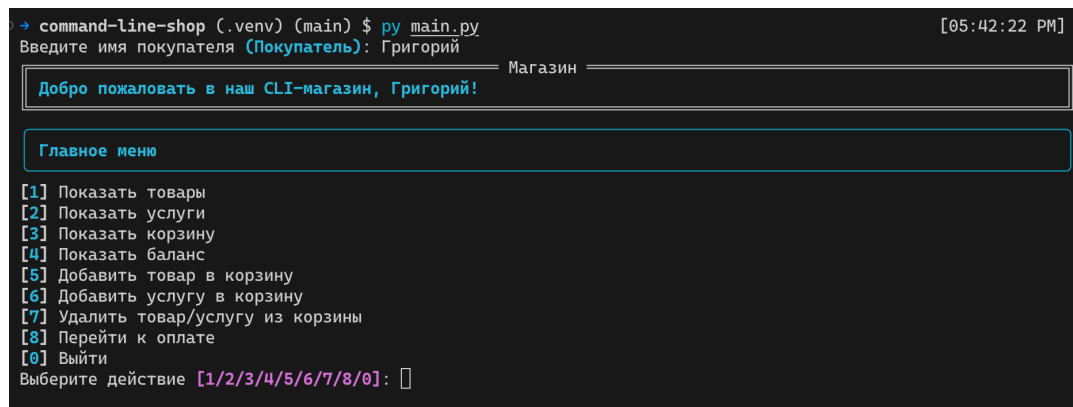 → command-line-shop (.venv) (main) $ py main.py [05:42:22 PM]
Введите имя покупателя (Покупатель): Григорий
Магазин
Добро пожаловать в наш CLI-магазин, Григорий!
Главное меню
[1] Показать товары
[2] Показать услуги
[3] Показать корзину
[4] Показать баланс
[5] Добавить товар в корзину
[6] Добавить услугу в корзину
[7] Удалить товар/услугу из корзины
[8] Перейти к оплате
[0] Выйти
Выберите действие [1/2/3/4/5/6/7/8/0]: